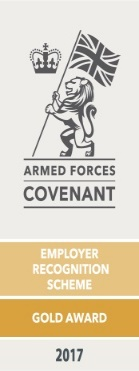 ARMED FORCES
COVENANT
EMPLOYER
RECOGNITION
SCHEME
GOLD AWARD
2017